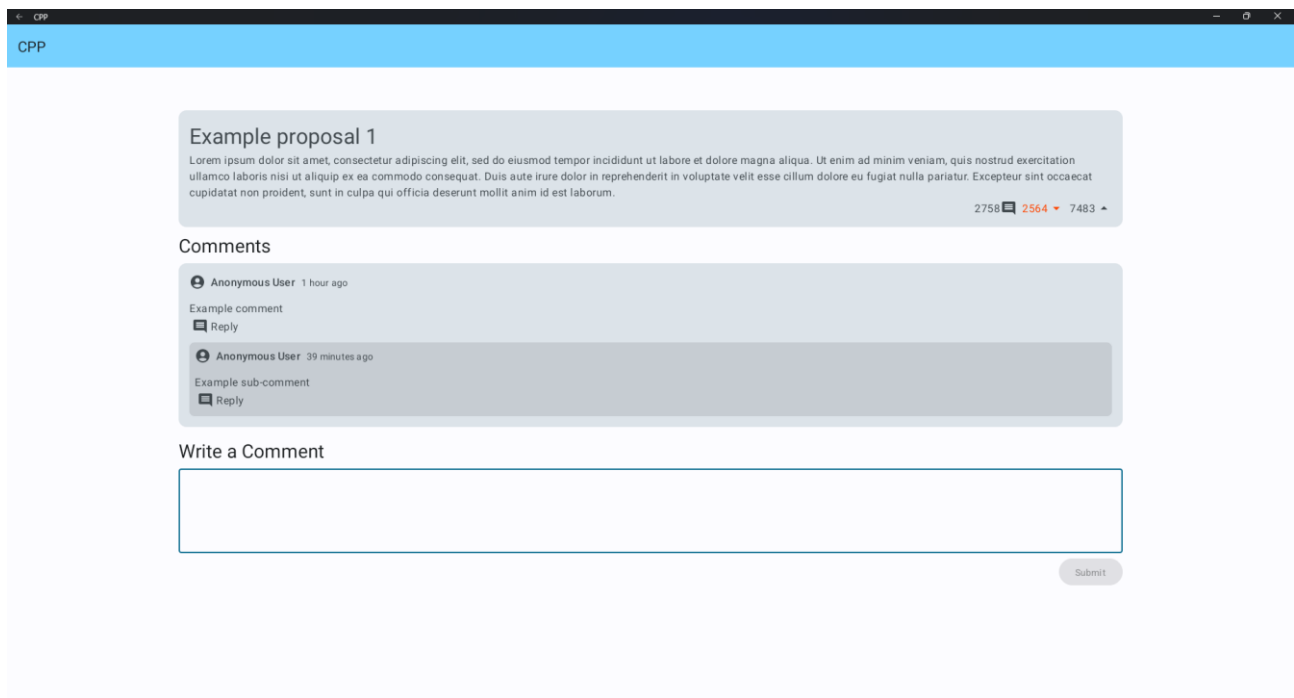 CPP
CPP
Example proposal 1
Lorem ipsum dolor sit amet, consectetur adipiscing elit, sed do eiusmod tempor incididunt ut labore et dolore magna aliqua. Ut enim ad minim veniam, quis nostrud exercitation
ullamco laboris nisi ut aliquip ex ea commodo consequat. Duis aute irure dolor in reprehenderit in voluptate velit esse cillum dolore eu fugiat nulla pariatur. Excepteur sint occaecat
cupidatat non proident, sunt in culpa qui officia deserunt mollit anim id est laborum.
2758 2564 7483
Comments
Anonymous User 1 hour ago
Example comment
Reply
Anonymous User 39 minutes ago
Example sub-comment
Reply
Write a Comment
Submit